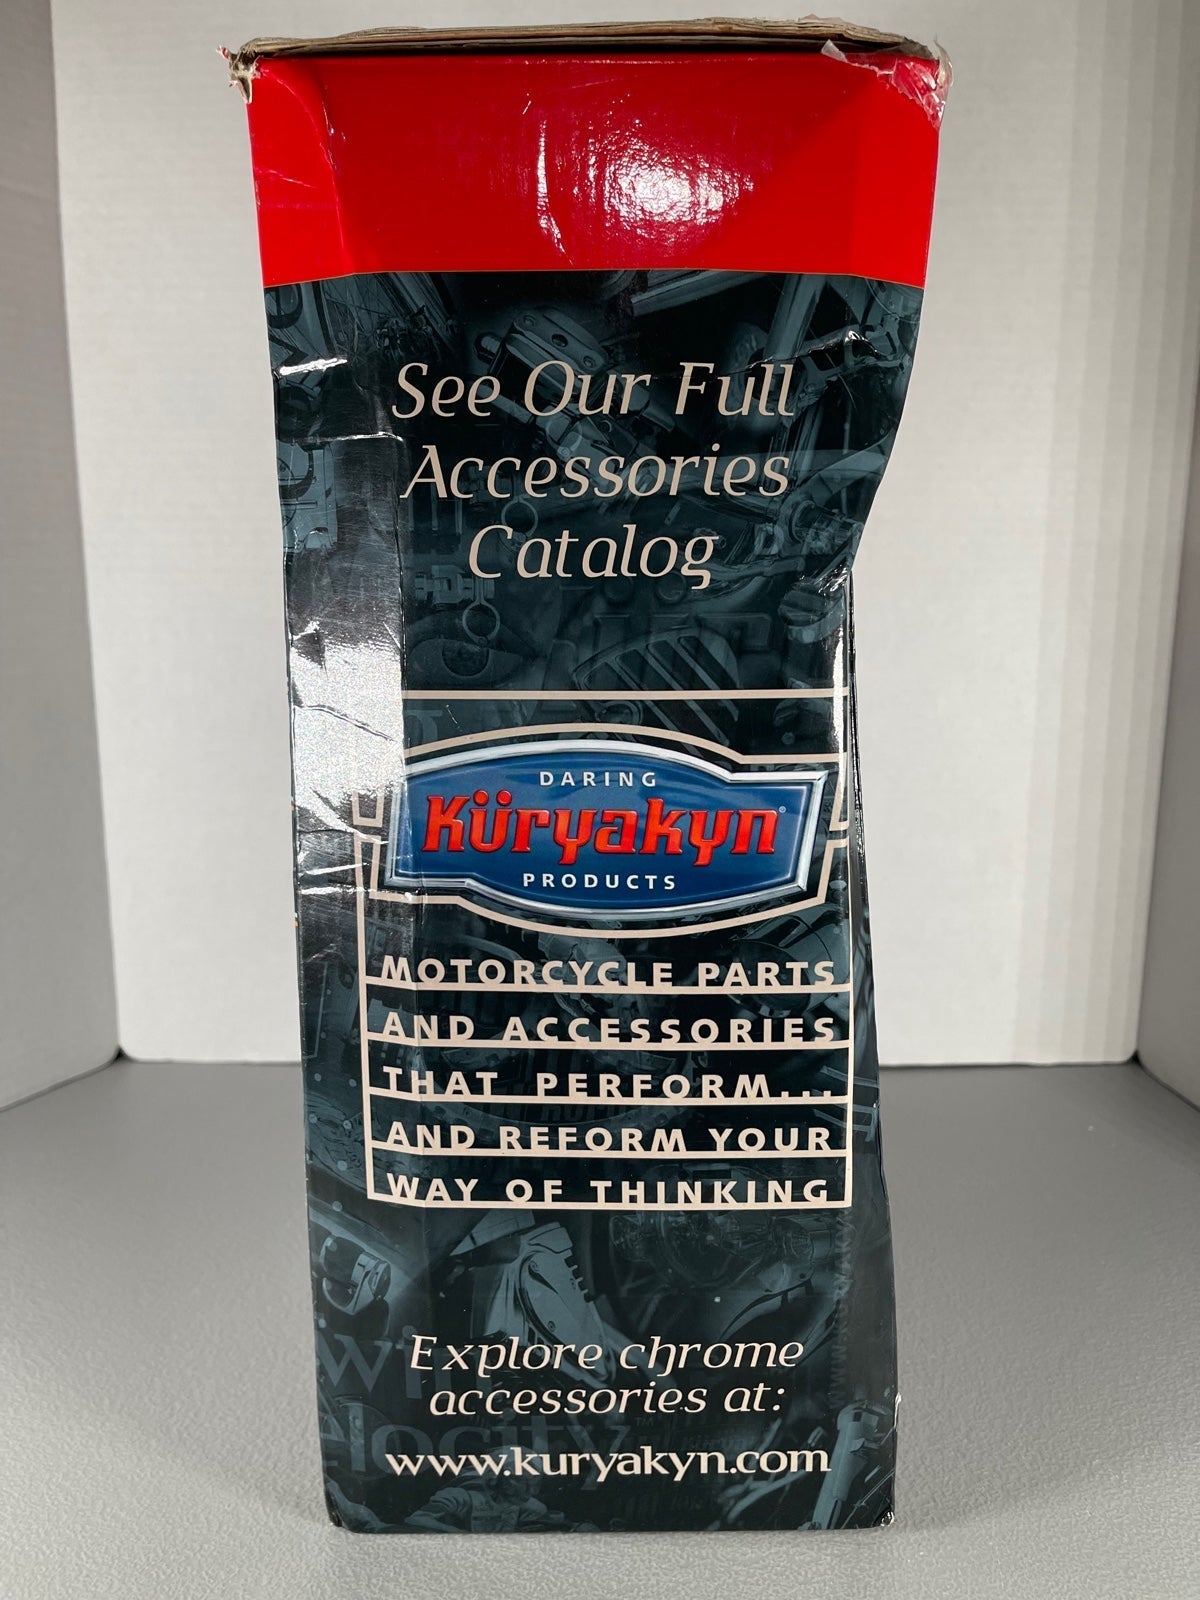 See Our Full
Accessories
Catalog
DARING
Küryakyn®
PRODUCTS
MOTORCYCLE PARTS
AND ACCESSORIES
THAT PERFORM...
AND REFORM YOUR
WAY OF THINKING
Explore chrome
accessories at:
www.kuryakyn.com